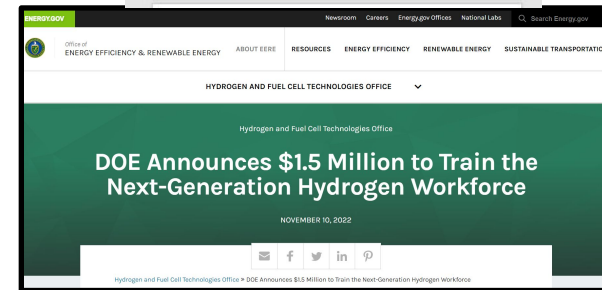 ENERGY.GOV
Newsroom Careers Energy.gov Offices National Labs Search Energy.gov
Office of
ENERGY EFFICIENCY & RENEWABLE ENERGY
ABOUT EERE RESOURCES ENERGY EFFICIENCY RENEWABLE ENERGY SUSTAINABLE TRANSPORTATIO
HYDROGEN AND FUEL CELL TECHNOLOGIES OFFICE
Hydrogen and Fuel Cell Technologies Office
DOE Announces $1.5 Million to Train the
Next-Generation Hydrogen Workforce
NOVEMBER 10, 2022
Hydrogen and Fuel Cell Technologies Office » DOE Announces $1.5 Million to Train the Next-Generation Hydrogen Workforce